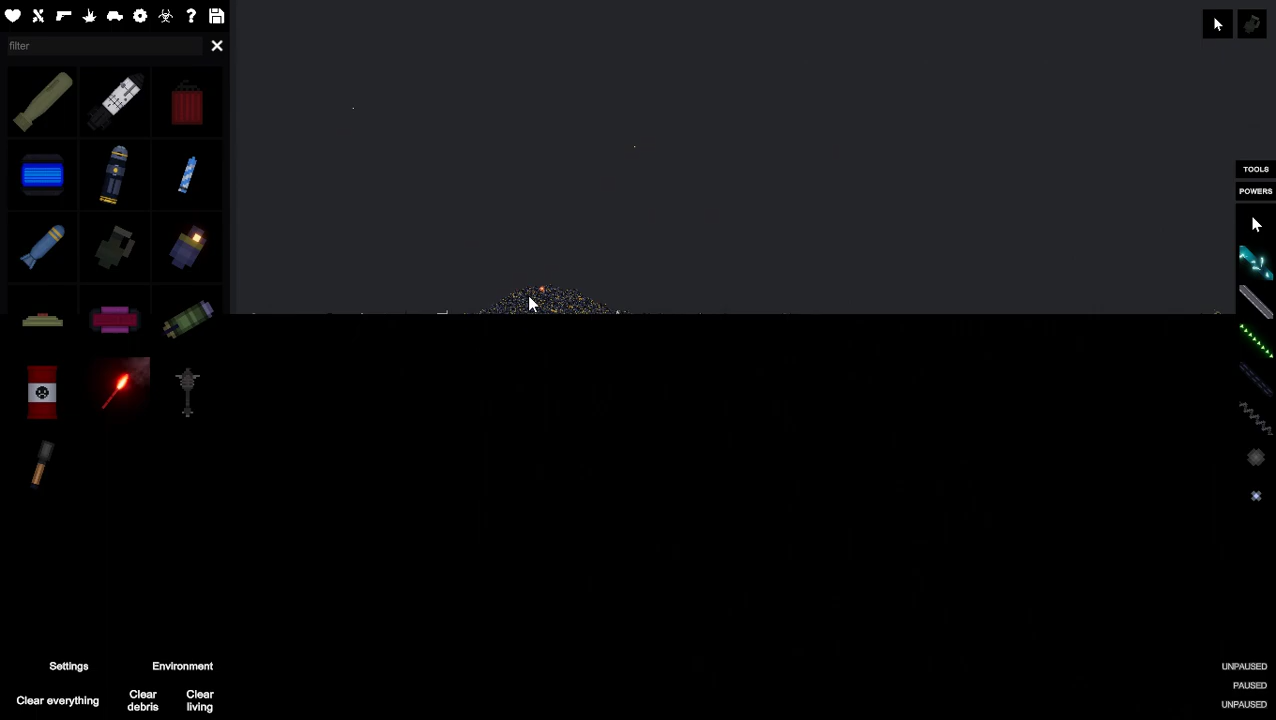 ?
filter
TOOLS
POWERS
Settings
Environment
Clear everything
Clear
debris
Clear
living
UNPAUSED
PAUSED
UNPAUSED